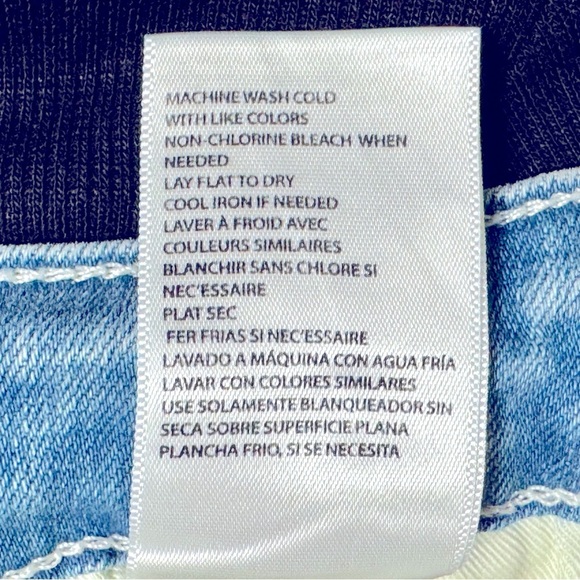 MACHINE WASH COLD
WITH LIKE COLORS
NON-CHLORINE BLEACH WHEN
NEEDED
LAY FLAT TO DRY
COOL IRON IF NEEDED
LAVER À FROID AVEC
COULEURS SIMILAIRES
BLANCHIR SANS CHLORE SI
NEC'ESSAIRE
PLAT SEC
FER FRIAS SI NEC'ESSAIRE
LAVADO A MÁQUINA CON AGUA FRÍA
LAVAR CON COLORES SIMILARES
USE SOLAMENTE BLANQUEADOR SIN
SECA SOBRE SUPERFICIE PLANA
PLANCHA FRIO, SI SE NECESITA